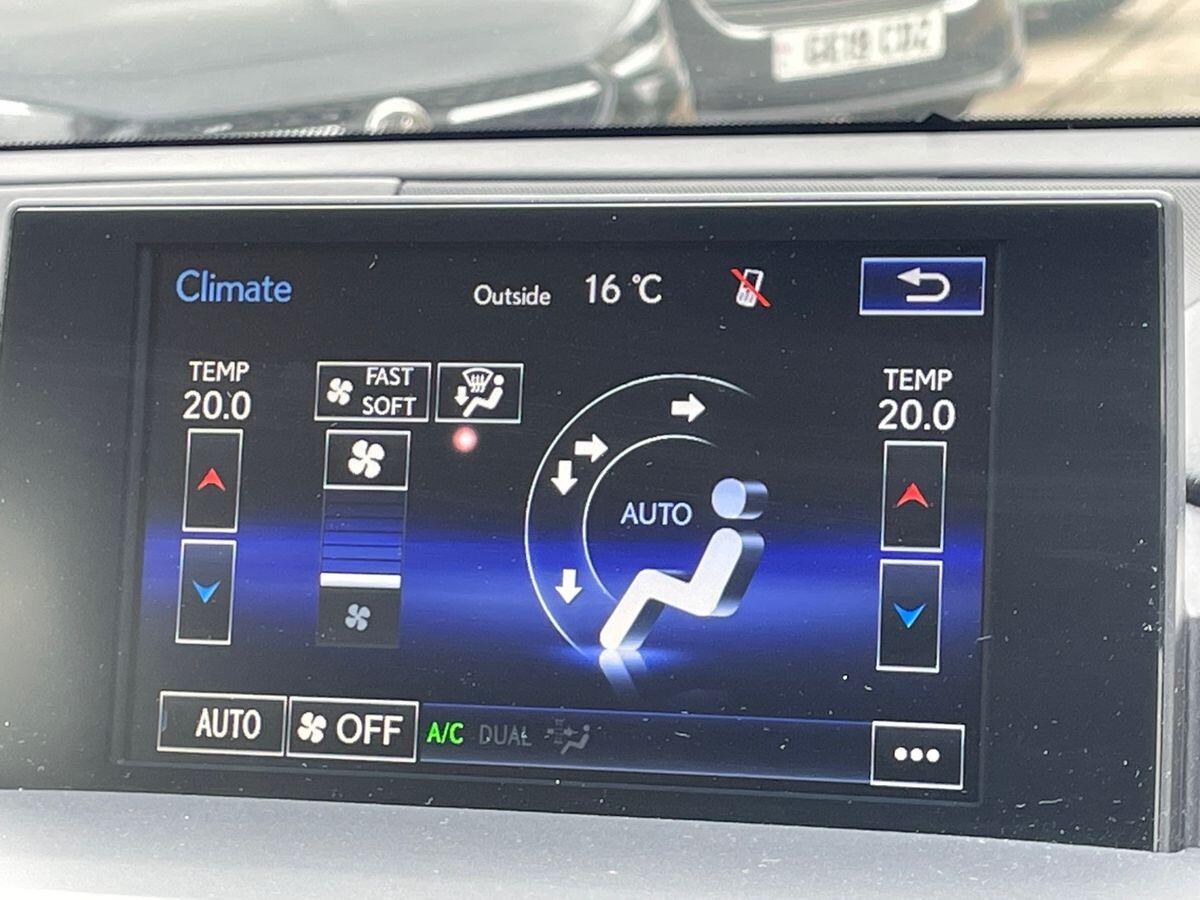 Climate
Outside 16 °C
TEMP
20.0
FAST
SOFT
TEMP
20.0
AUTO
AUTO
OFF
A/C
DUAL